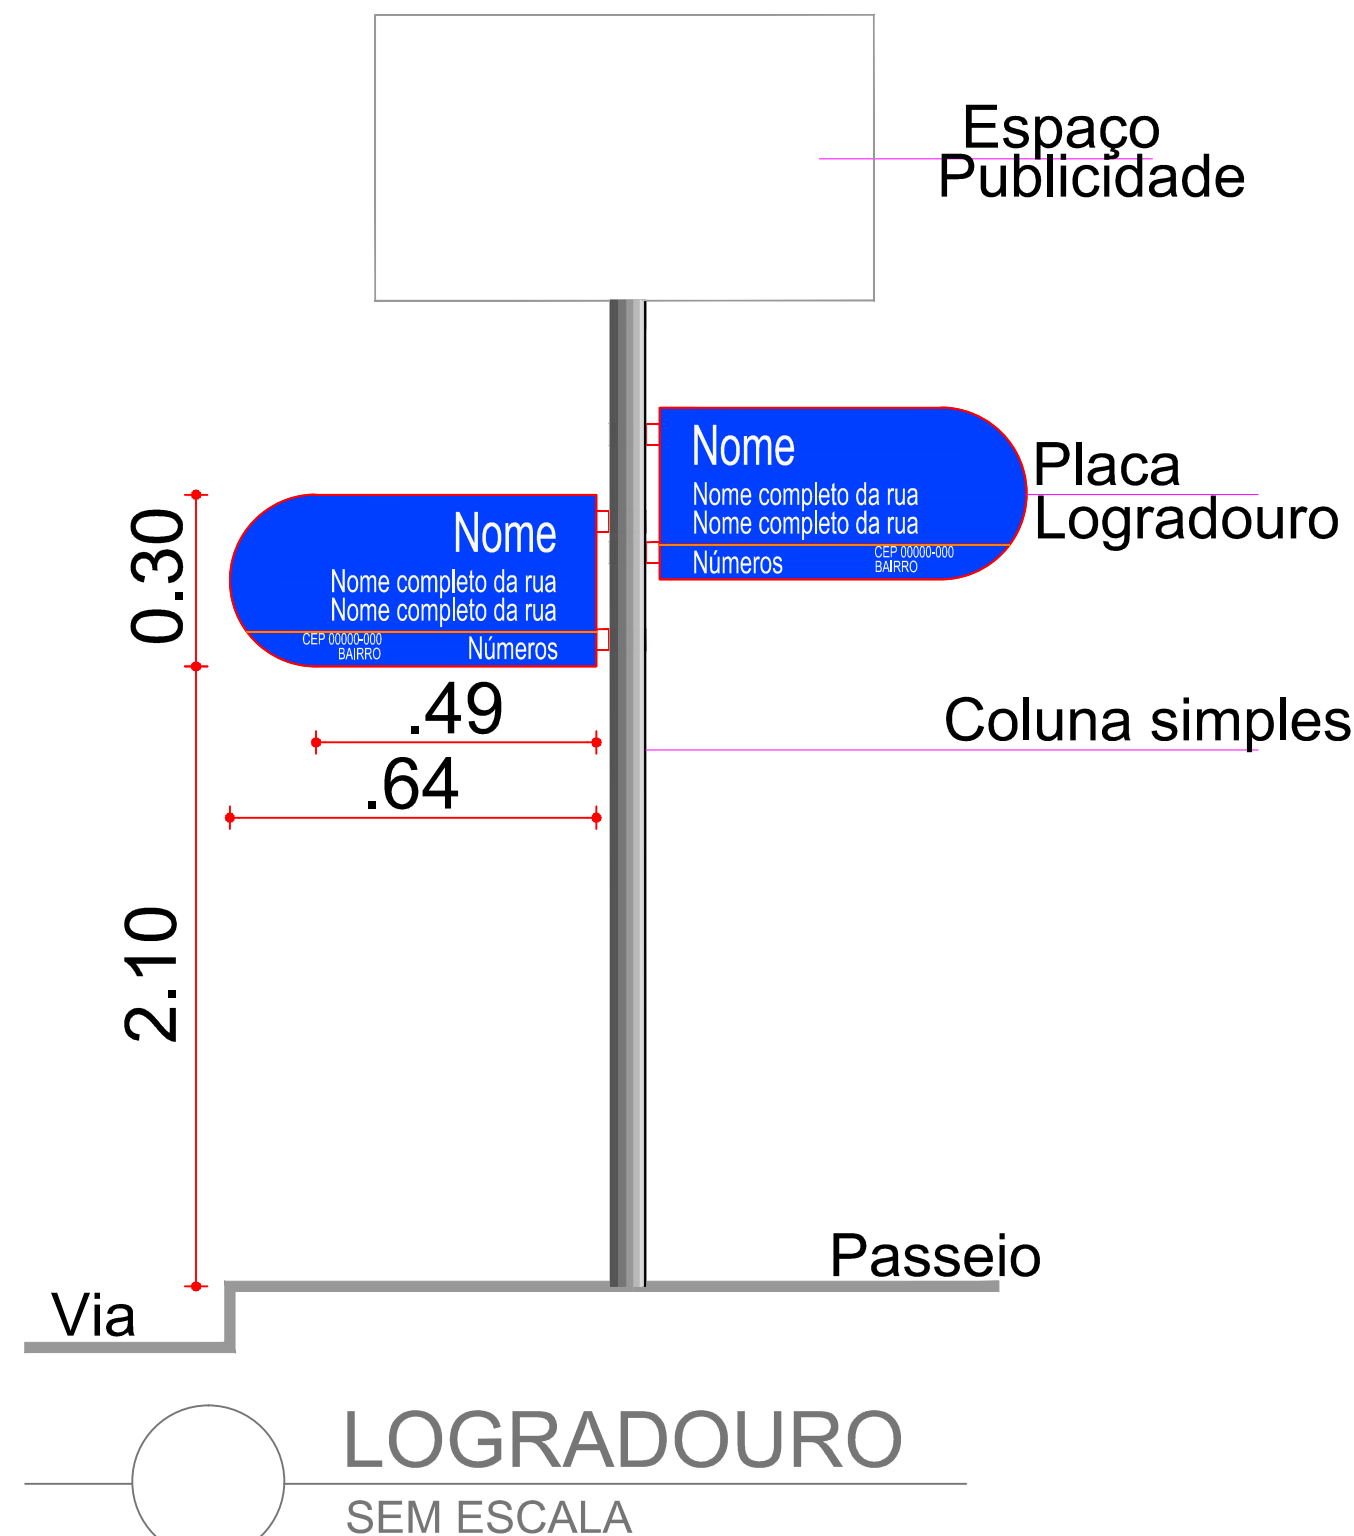 Espaço
Publicidade
Nome
Nome completo da rua
Nome completo da rua
Números
CEP 00000-000
BAIRRO
Placa
Logradouro
0.30
Nome
Nome completo da rua
Nome completo da rua
CEP 00000-000
BAIRRO
Números
.49
.64
Coluna simples
2.10
Passeio
Via
LOGRADOURO
SEM ESCALA